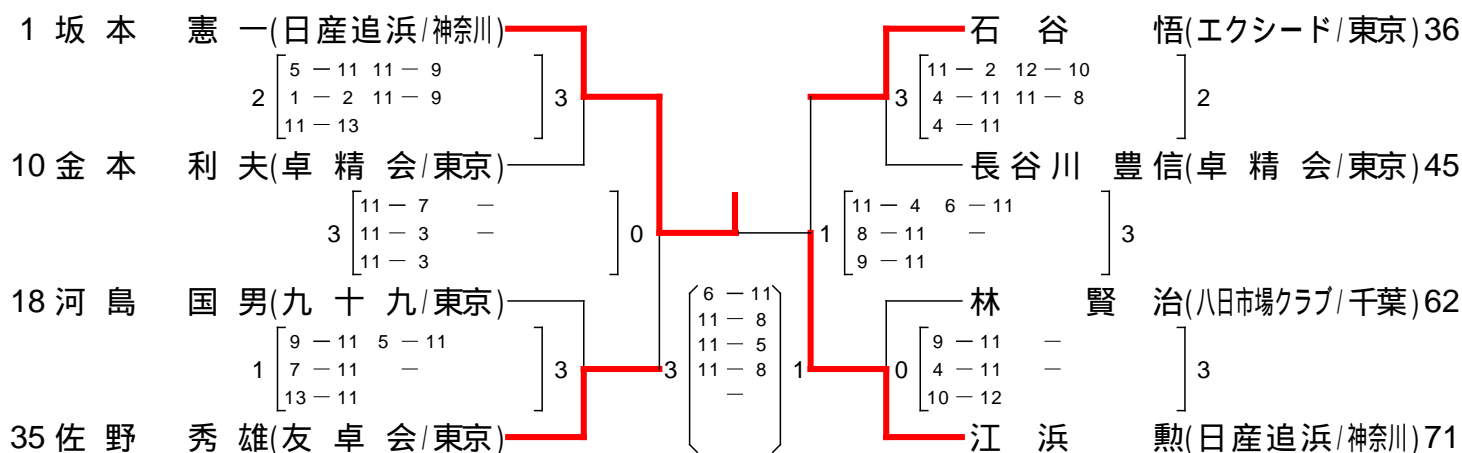 1 坂本 憲一(日産追浜/神奈川)
2 5－11 11－9 3
1－2 11－9
11－13
10 金本 利夫(卓精会/東京)
3 11－7 － 0
11－3 －
11－3
18 河島 国男(九十九/東京)
1 9－11 5－11 3
7－11 －
13－11
35 佐野 秀雄(友卓会/東京)
3 6－11 1
11－8
11－5
11－8
－
石谷 悟(エクシード/東京)36
3 11－2 12－10 2
4－11 11－8
4－11
長谷川 豊信(卓精会/東京)45
1 11－4 6－11 3
8－11 －
9－11
林 賢治(八日市場クラブ/千葉)62
0 9－11 － 3
4－11 －
10－12
江浜 勲(日産追浜/神奈川)71